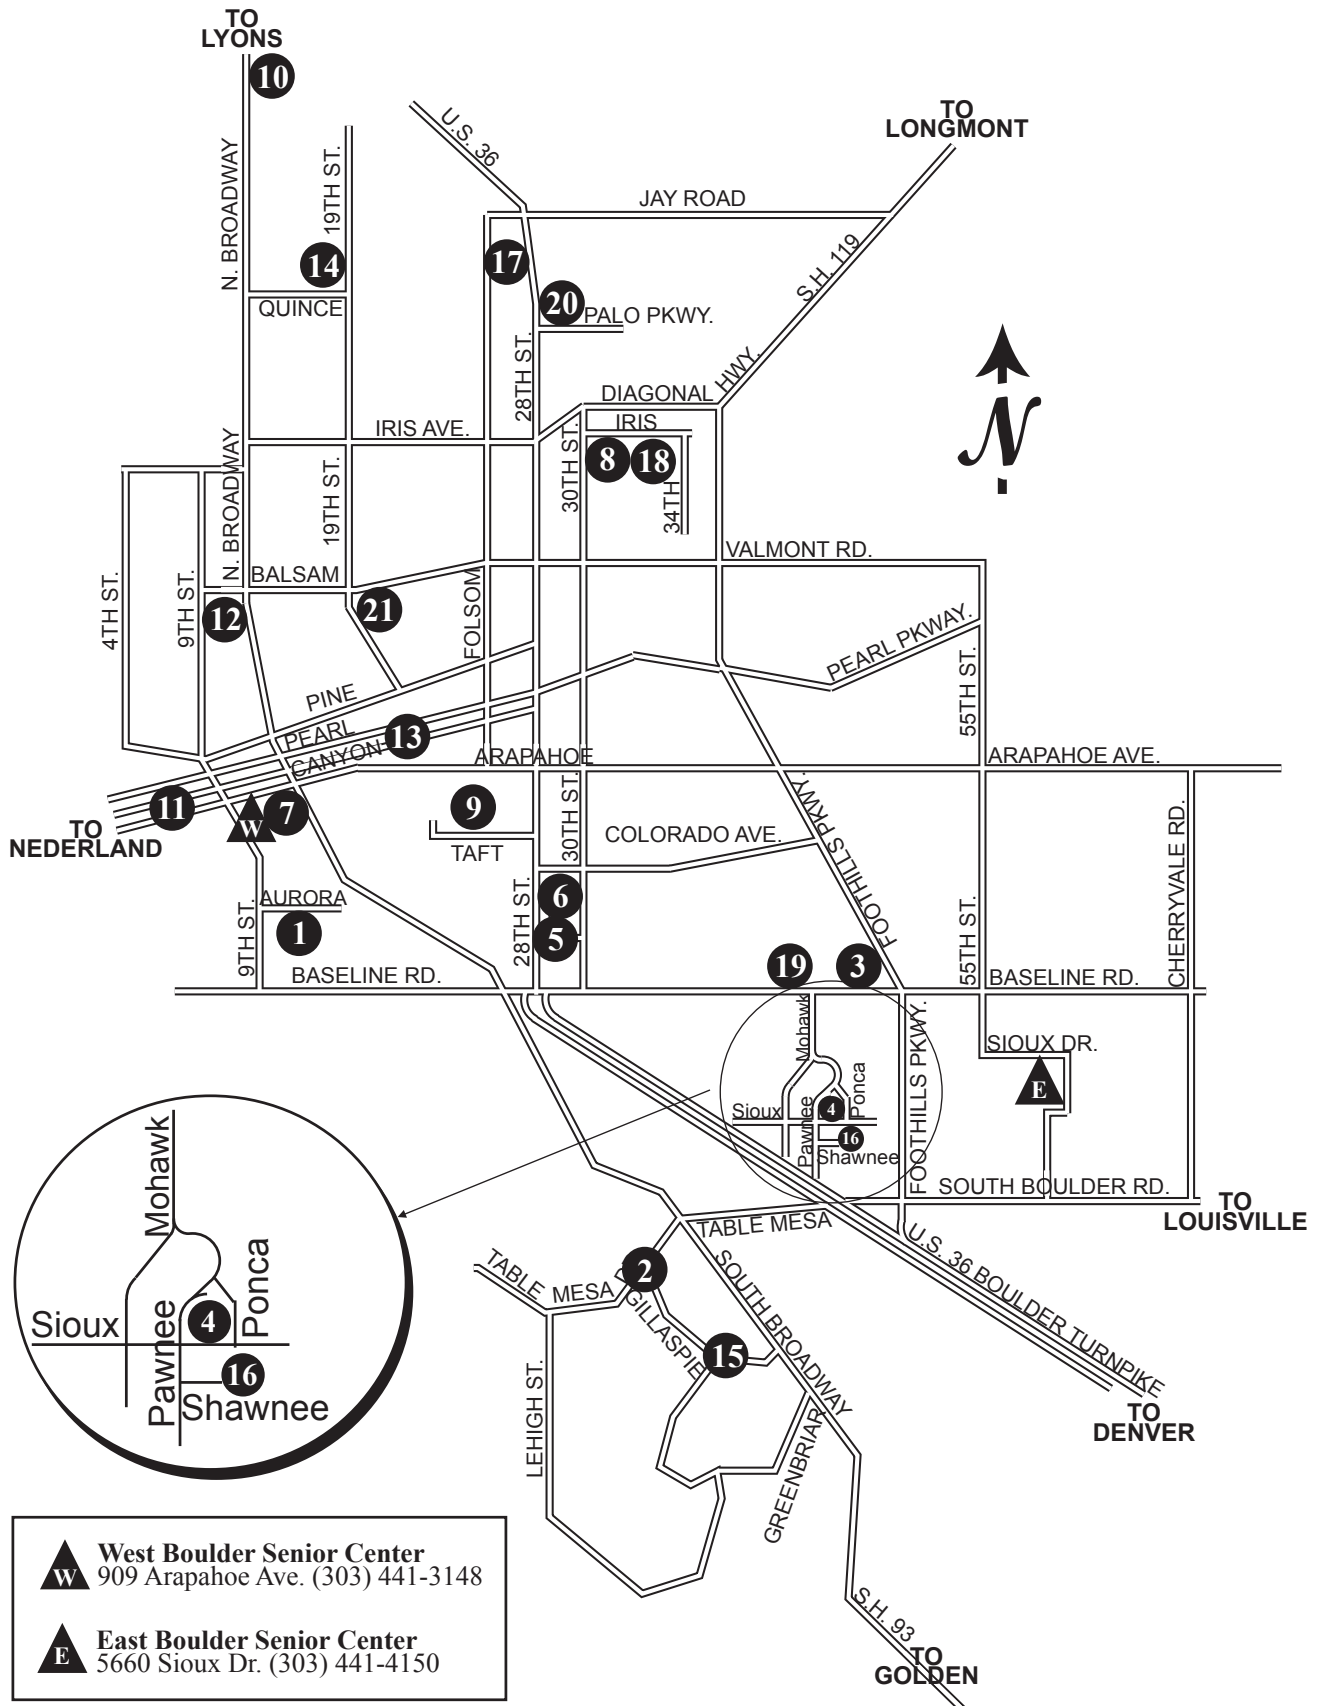 TO
LYONS
10
TO
LONGMONT
U.S. 36
N. BROADWAY
19TH ST.
JAY ROAD
S.H. 119
14
17
QUINCE
20
PALO PKWY.
28TH ST.
HWY.
DIAGONAL
IRIS AVE.
IRIS
N
N. BROADWAY
19TH ST.
30TH ST.
8
18
34TH
VALMONT RD.
BALSAM
4TH ST.
9TH ST.
12
21
FOLSOM
PEARL PKWAY.
55TH ST.
PINE
PEARL
13
CANYON
ARAPAHOE
ARAPAHOE AVE.
11
W
7
9
30TH ST.
FOOTHILLS PKWY.
TO
NEDERLAND
TAFT
COLORADO AVE.
CHERRYVALE RD.
AURORA
6
1
9TH ST.
28TH ST.
5
FOOTHILLS
55TH ST.
19
3
BASELINE RD.
BASELINE RD.
Mohawk
FOOTHILLS PKWY.
SIOUX DR.
E
Ponca
Sioux
Pawnee
4
16
Shawnee
SOUTH BOULDER RD.
TO
LOUISVILLE
TABLE MESA
U.S. 36 BOULDER TURNPIKE
Mohawk
Ponca
Sioux
Pawnee
4
16
Shawnee
TABLE MESA
2
GILLASPIE
SOUTH BROADWAY
15
LEHIGH ST.
GREENBRIAR
TO
DENVER
W
West Boulder Senior Center
909 Arapahoe Ave. (303) 441-3148
E
East Boulder Senior Center
5660 Sioux Dr. (303) 441-4150
S.H. 93
TO
GOLDEN